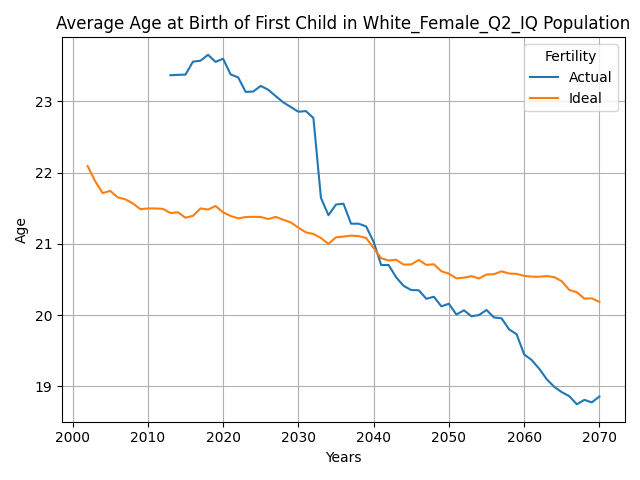 Average Age at Birth of First Child in White_Female_Q2_IQ Population
Fertility
Actual
Ideal
Age
23
22
21
20
19
2000 2010 2020 2030 2040 2050 2060 2070
Years